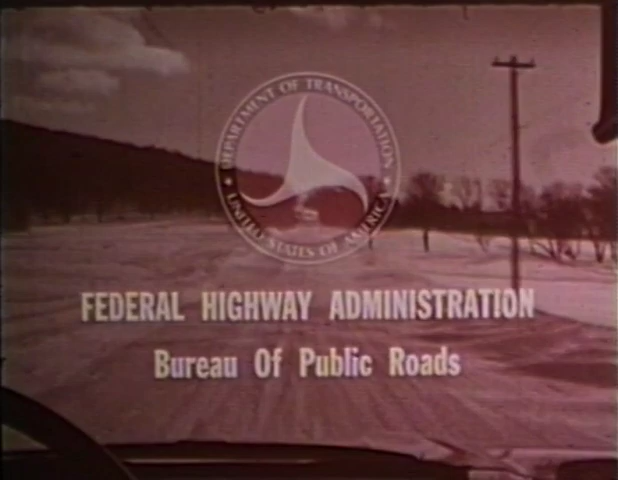 DEPARTMENT OF TRANSPORTATION
UNITED STATES OF AMERICA
FEDERAL HIGHWAY ADMINISTRATION
Bureau Of Public Roads